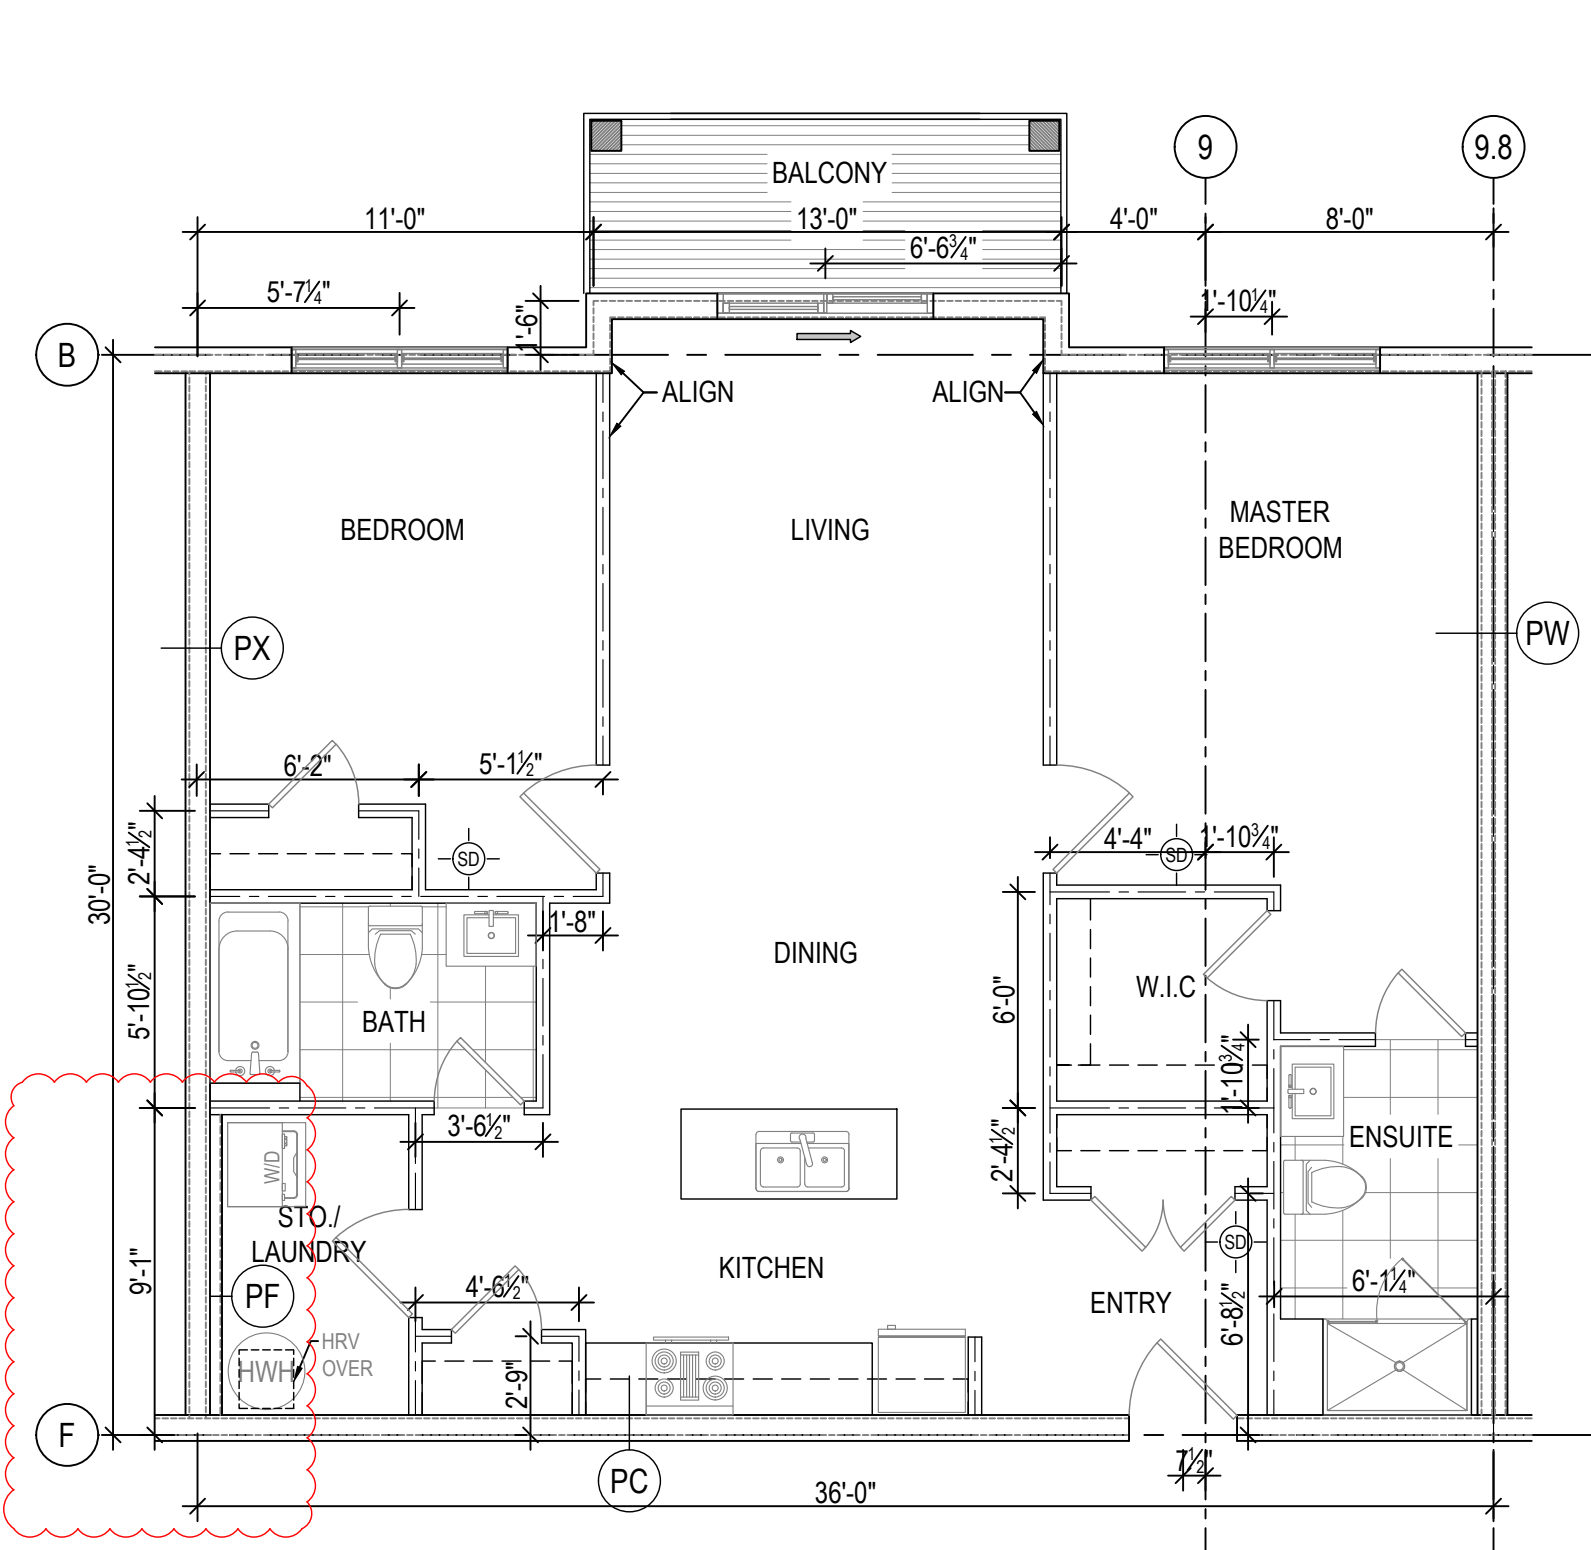 9
9.8
BALCONY
11'-0"
13'-0"
4'-0"
8'-0"
6'-6¾"
5'-7¼"
1'-6"
1'-10¼"
B
ALIGN
ALIGN
BEDROOM
LIVING
MASTER
BEDROOM
PX
PW
6'-2"
5'-1½"
2'-4½"
SD
4'-4"
SD
1'-10¾"
30'-0"
1'-8"
DINING
6'-0"
W.I.C
5'-10½"
BATH
1'-10¾"
3'-6½"
2'-4½"
ENSUITE
W/D
STO./
LAUNDRY
SD
9'-1"
KITCHEN
PF
4'-6½"
ENTRY
6'-8½"
6'-1¼"
HRV
OVER
HWH
2'-9"
F
PC
7½"
36'-0"